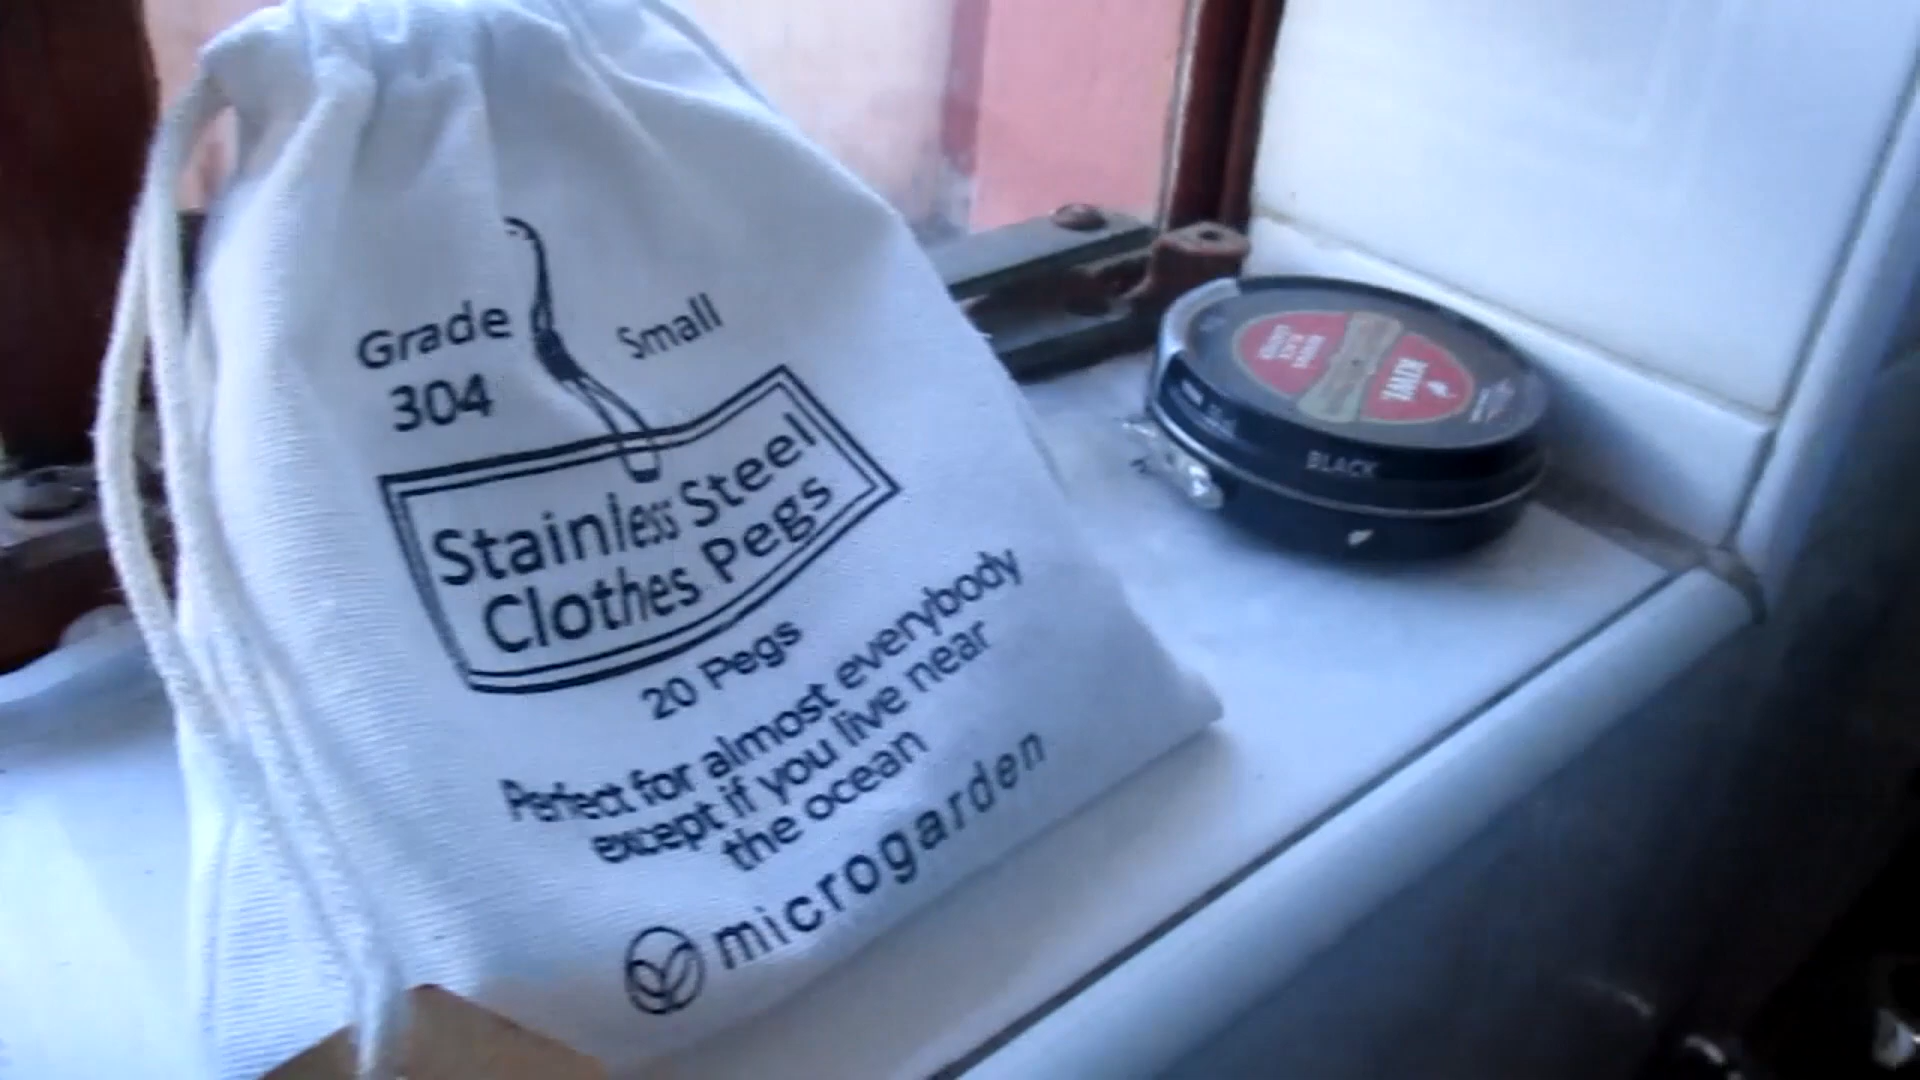 Grade
304
Small
Stainless Steel
Clothes Pegs
20 Pegs
Perfect for almost everybody
except if you live near
the ocean
microgarden
KIWI
BLACK